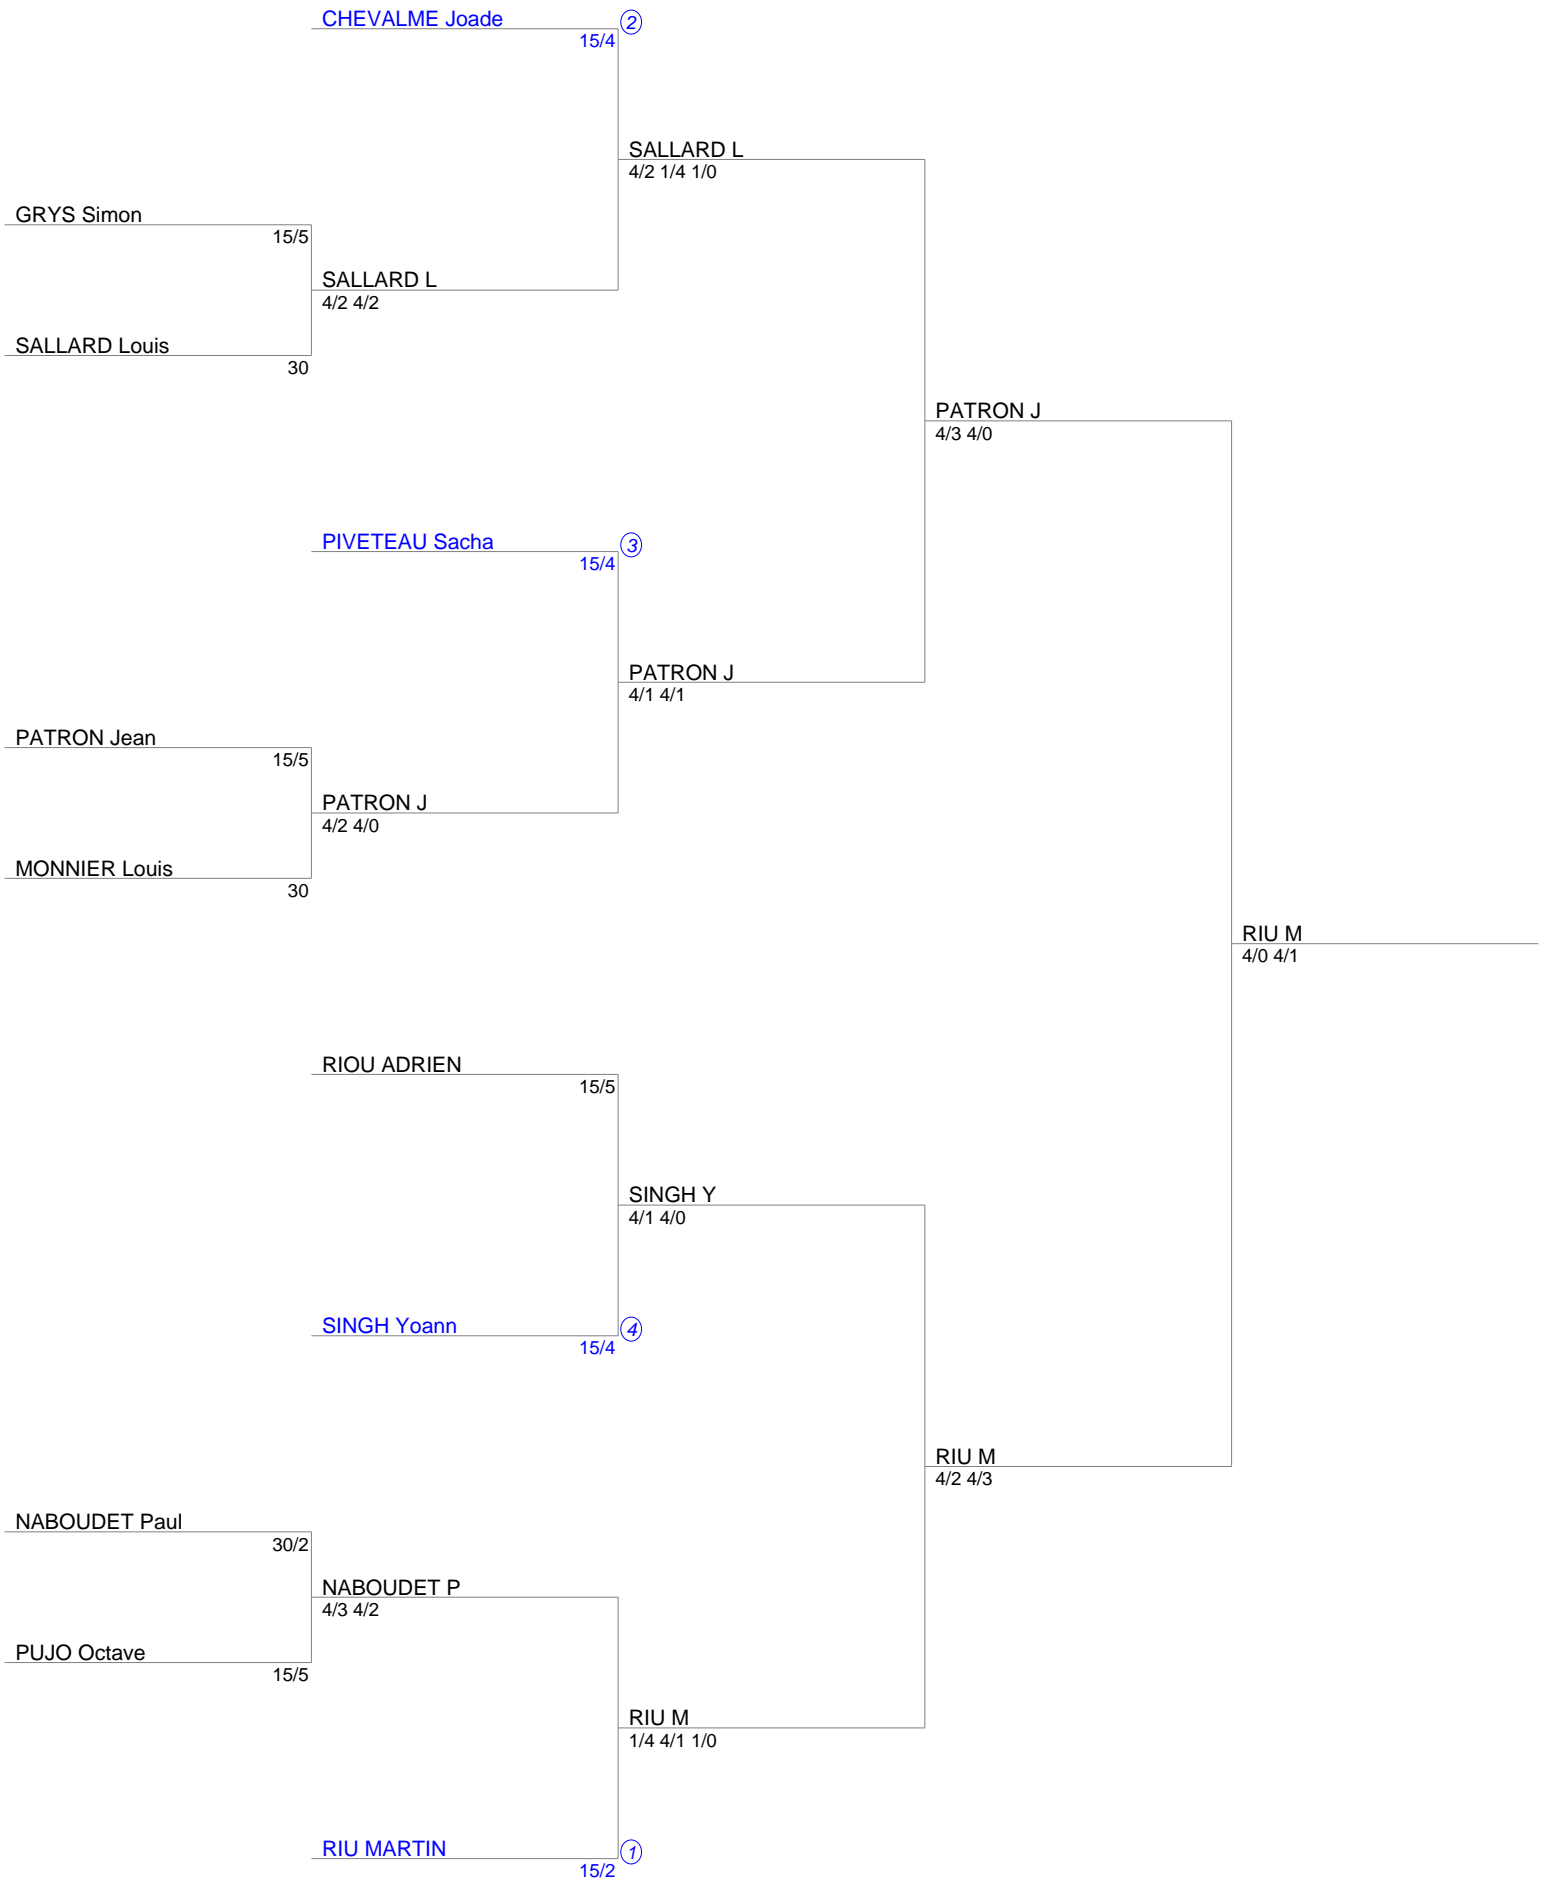 CHEVALME Joade
2
15/4
SALLARD L
4/2 1/4 1/0
GRYS Simon
15/5
SALLARD L
4/2 4/2
SALLARD Louis
30
PATRON J
4/3 4/0
PIVETEAU Sacha
3
15/4
PATRON J
4/1 4/1
PATRON Jean
15/5
PATRON J
4/2 4/0
MONNIER Louis
30
RIU M
4/0 4/1
RIOU ADRIEN
15/5
SINGH Y
4/1 4/0
SINGH Yoann
4
15/4
RIU M
4/2 4/3
NABOUDET Paul
30/2
NABOUDET P
4/3 4/2
PUJO Octave
15/5
RIU M
1/4 4/1 1/0
RIU MARTIN
1
15/2